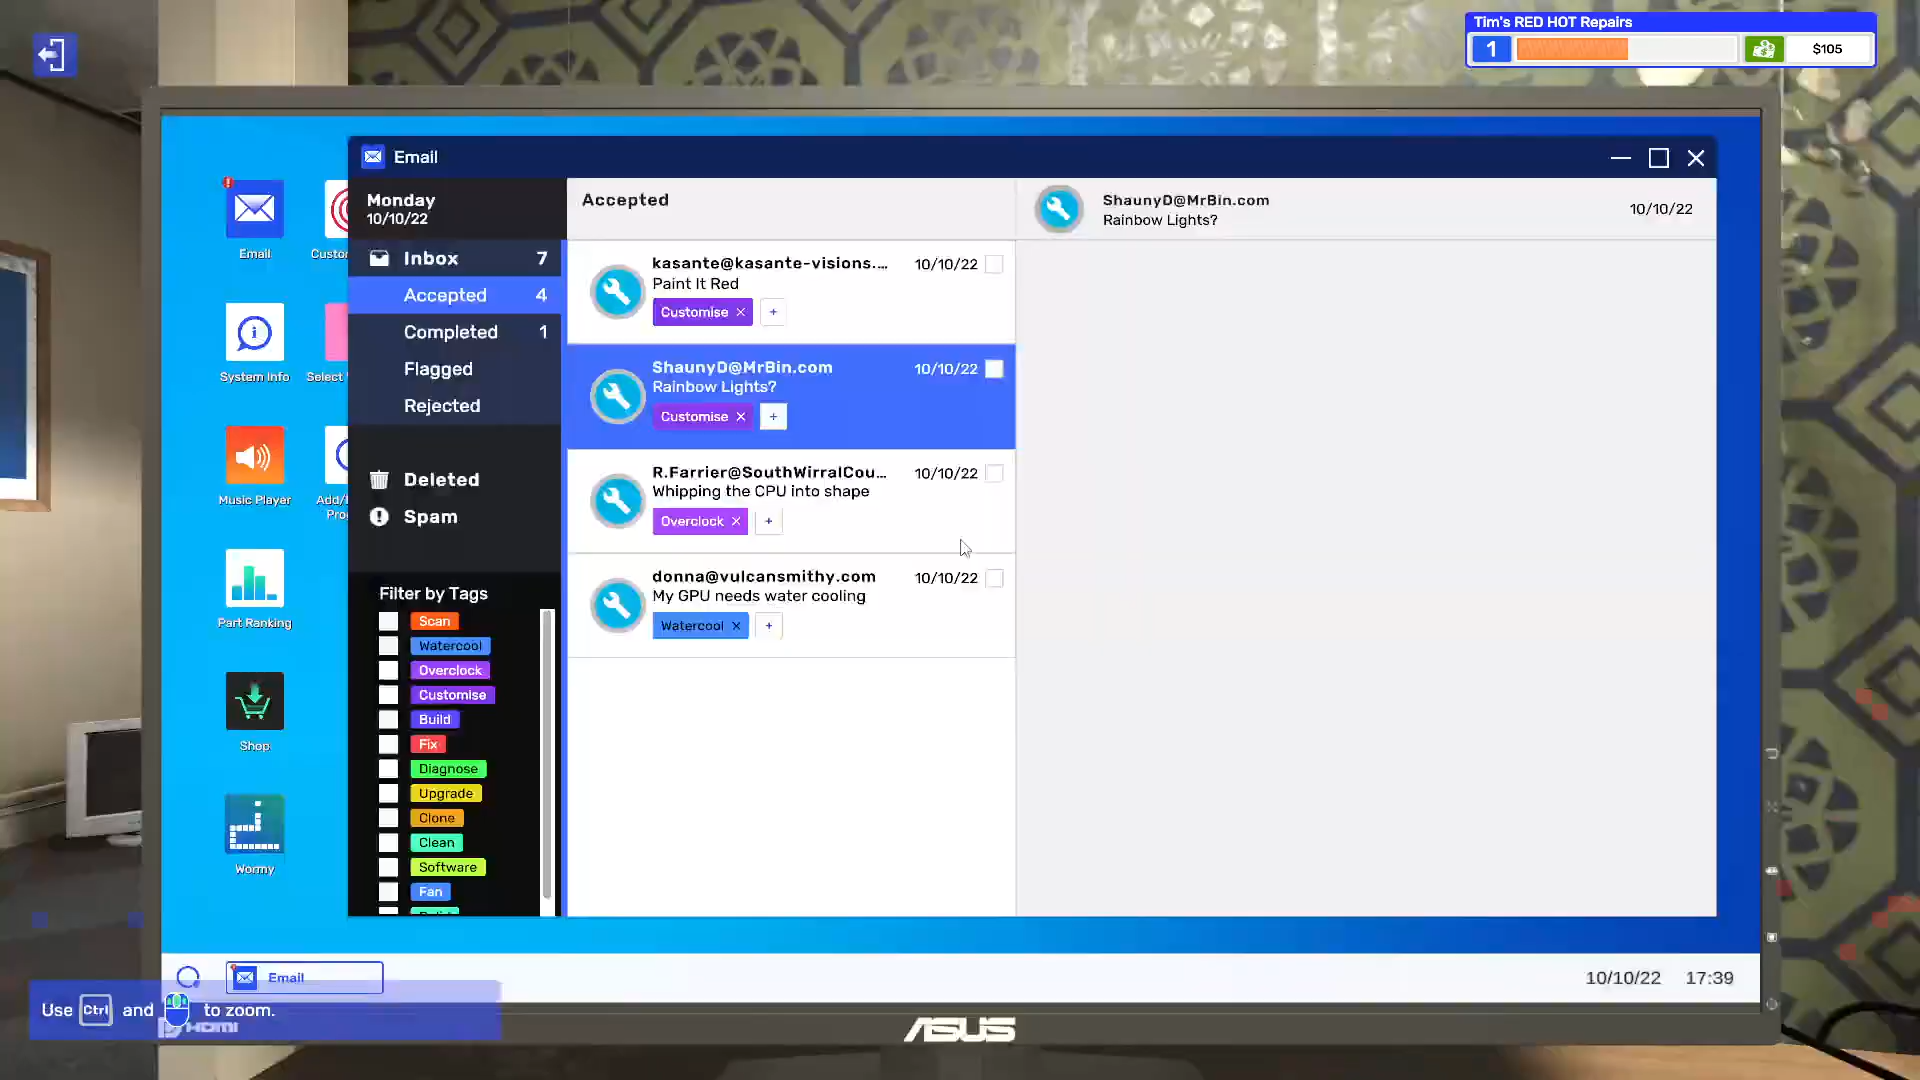 Tim's RED HOT Repairs
1
$105
Email
Monday
10/10/22
Inbox 7
Accepted 4
Completed 1
Flagged
Rejected
Deleted
Spam
Filter by Tags
Scan
Watercool
Overclock
Customise
Build
Fix
Diagnose
Upgrade
Clone
Clean
Software
Fan
Accepted
kasante@kasante-visions.... 10/10/22
Paint It Red
Customise × +
ShaunyD@MrBin.com 10/10/22
Rainbow Lights?
Customise × +
R.Farrier@SouthWirralCou... 10/10/22
Whipping the CPU into shape
Overclock × +
donna@vulcansmithy.com 10/10/22
My GPU needs water cooling
Watercool × +
ShaunyD@MrBin.com
Rainbow Lights?
10/10/22
Email
System Info
Music Player
Part Ranking
Shop
Wormy
Email
10/10/22 17:39
Use Ctrl and to zoom.
HDMI
ASUS